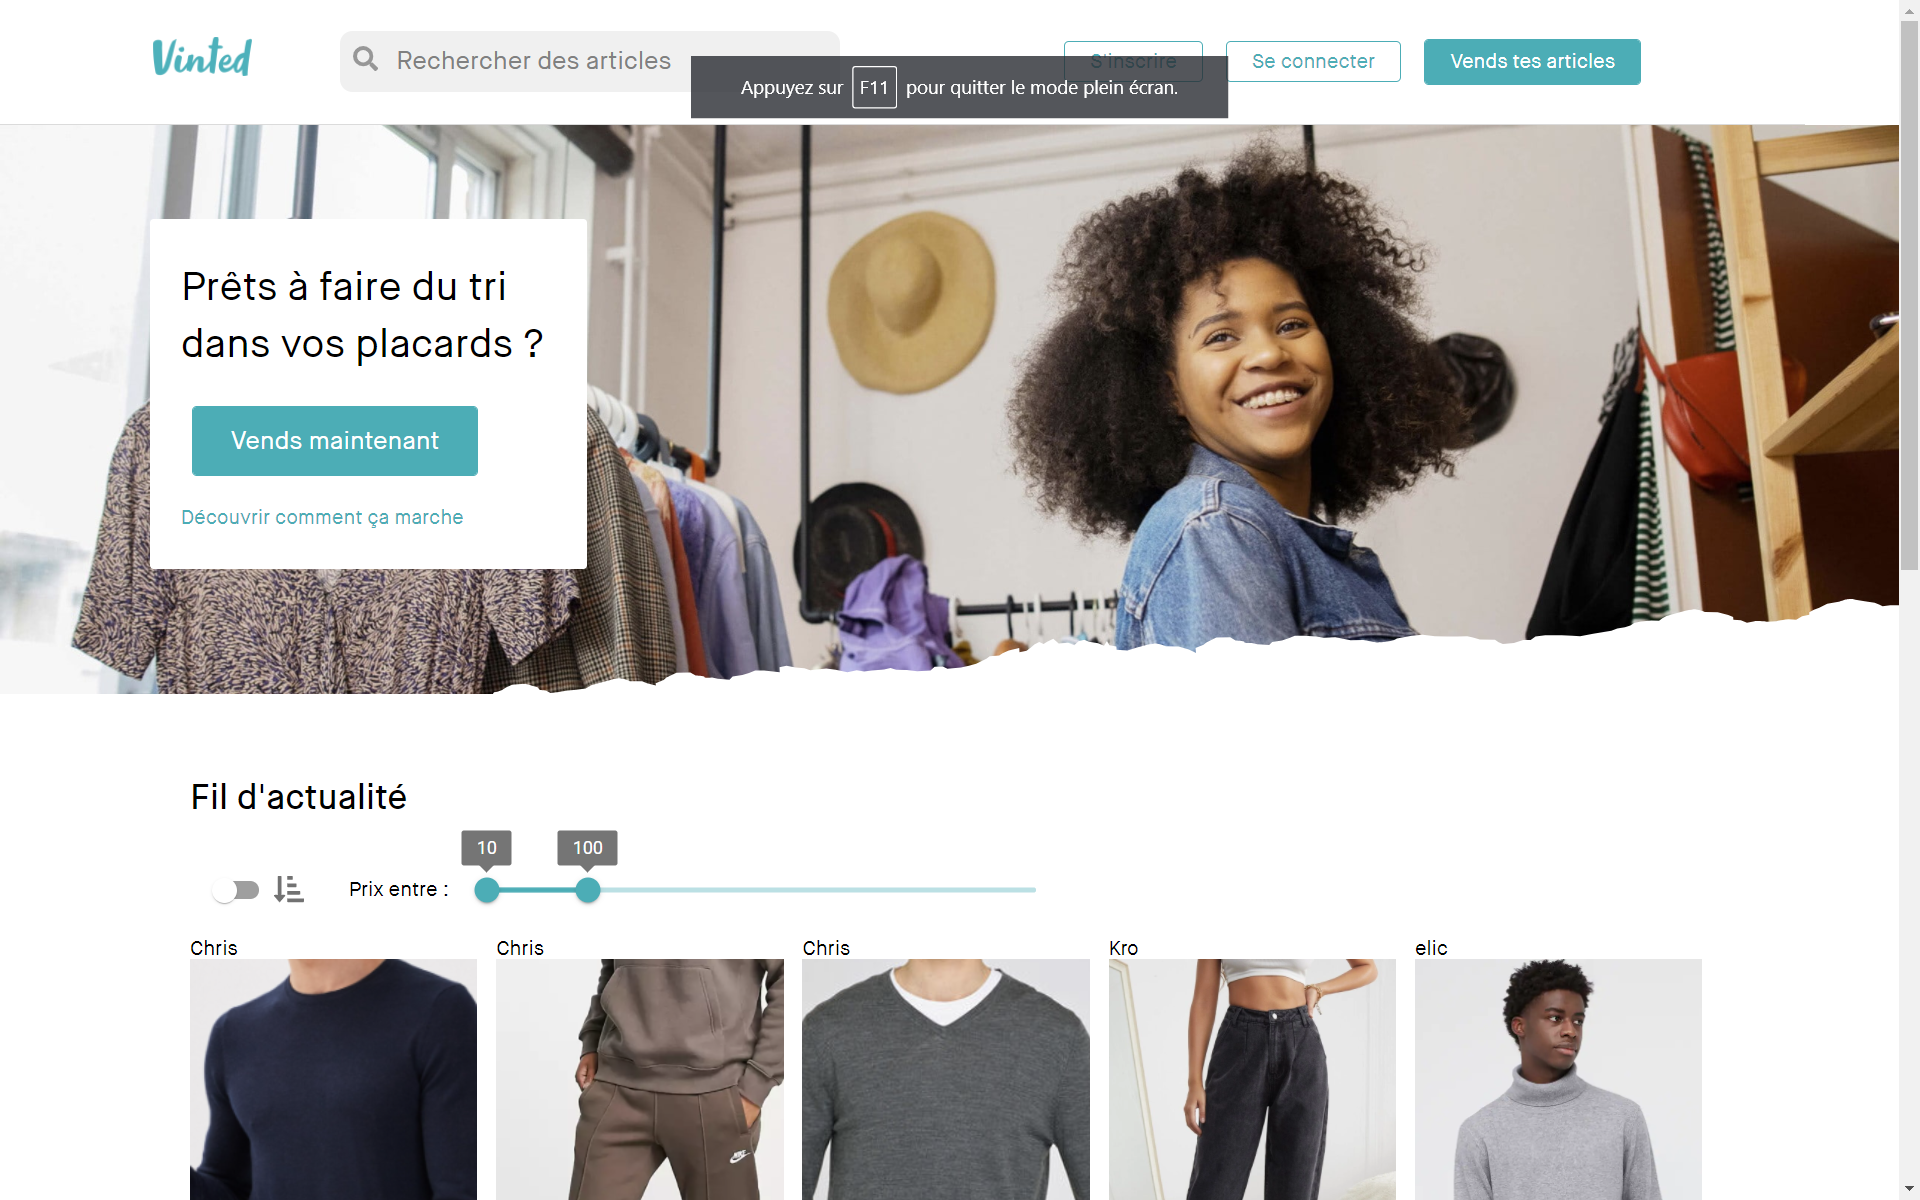 Vinted
Rechercher des articles
S'inscrire
Se connecter
Vends tes articles
Appuyez sur F11 pour quitter le mode plein écran.
Prêts à faire du tri
dans vos placards ?
Vends maintenant
Découvrir comment ça marche
Fil d'actualité
10
100
Prix entre :
Chris
Chris
Chris
Kro
elic